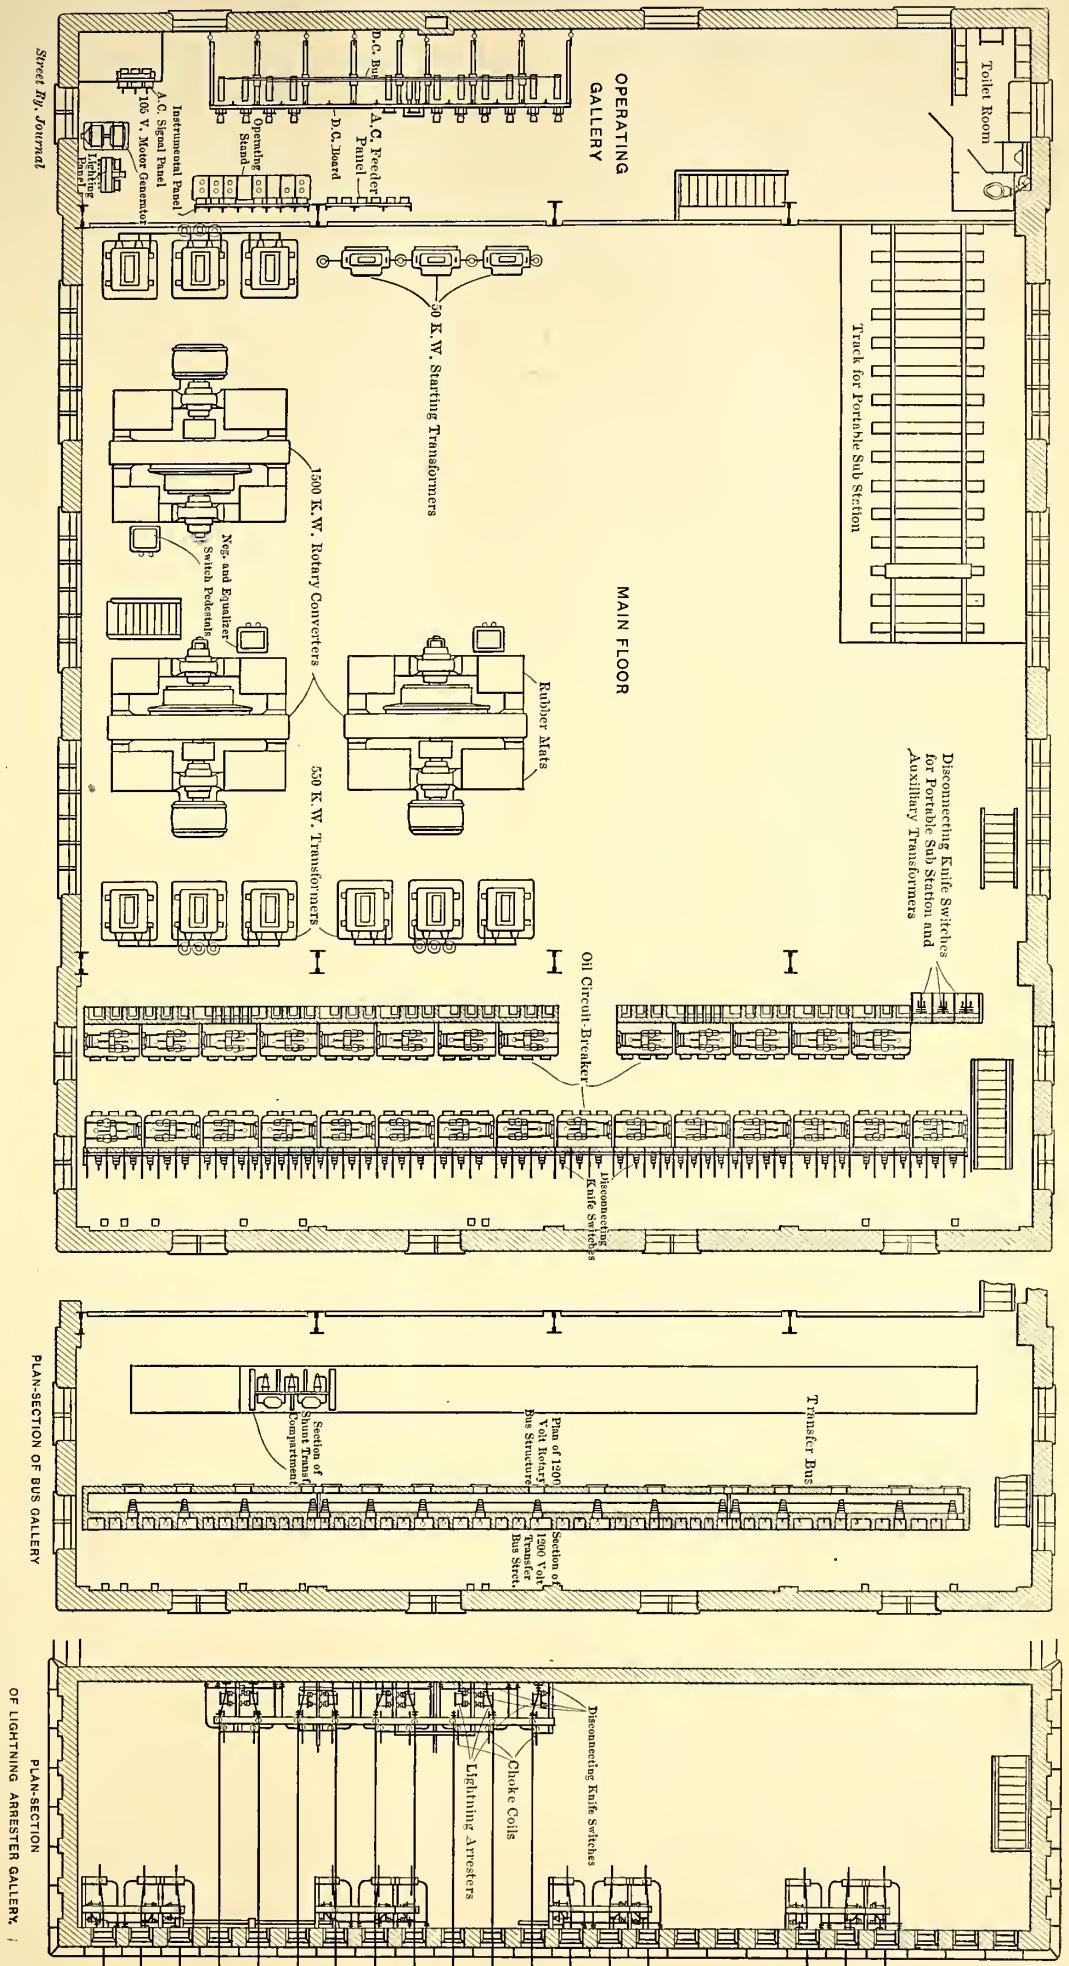 Street Ry. Journal
OPERATING
GALLERY
Toilet Room
D.C. Bus
A.C. Feeder
Panel
D.C. Board
Operating
Stand
Instrumental Panel
A.C. Signal Panel
105 V. Motor Generator
Lighting
Panel
50 K.W. Starting Transformers
Track for Portable Sub Station
1500 K.W. Rotary Converters
Neg. and Equalizer
Switch Pedestals
MAIN FLOOR
Rubber Mats
550 K.W. Transformers
Disconnecting Knife Switches
for Portable Sub Station and
Auxilliary Transformers
Oil Circuit-Breaker
Disconnecting
Knife Switches
Transfer Bus
Plan of 1200
Volt Rotary
Bus Structure
Section of
Shunt Transf.
Compartment
Section of
1200 Volt
Transfer
Bus Strct.
PLAN-SECTION OF BUS GALLERY
Disconnecting Knife Switches
Choke Coils
Lightning Arresters
PLAN-SECTION
OF LIGHTNING ARRESTER GALLERY.